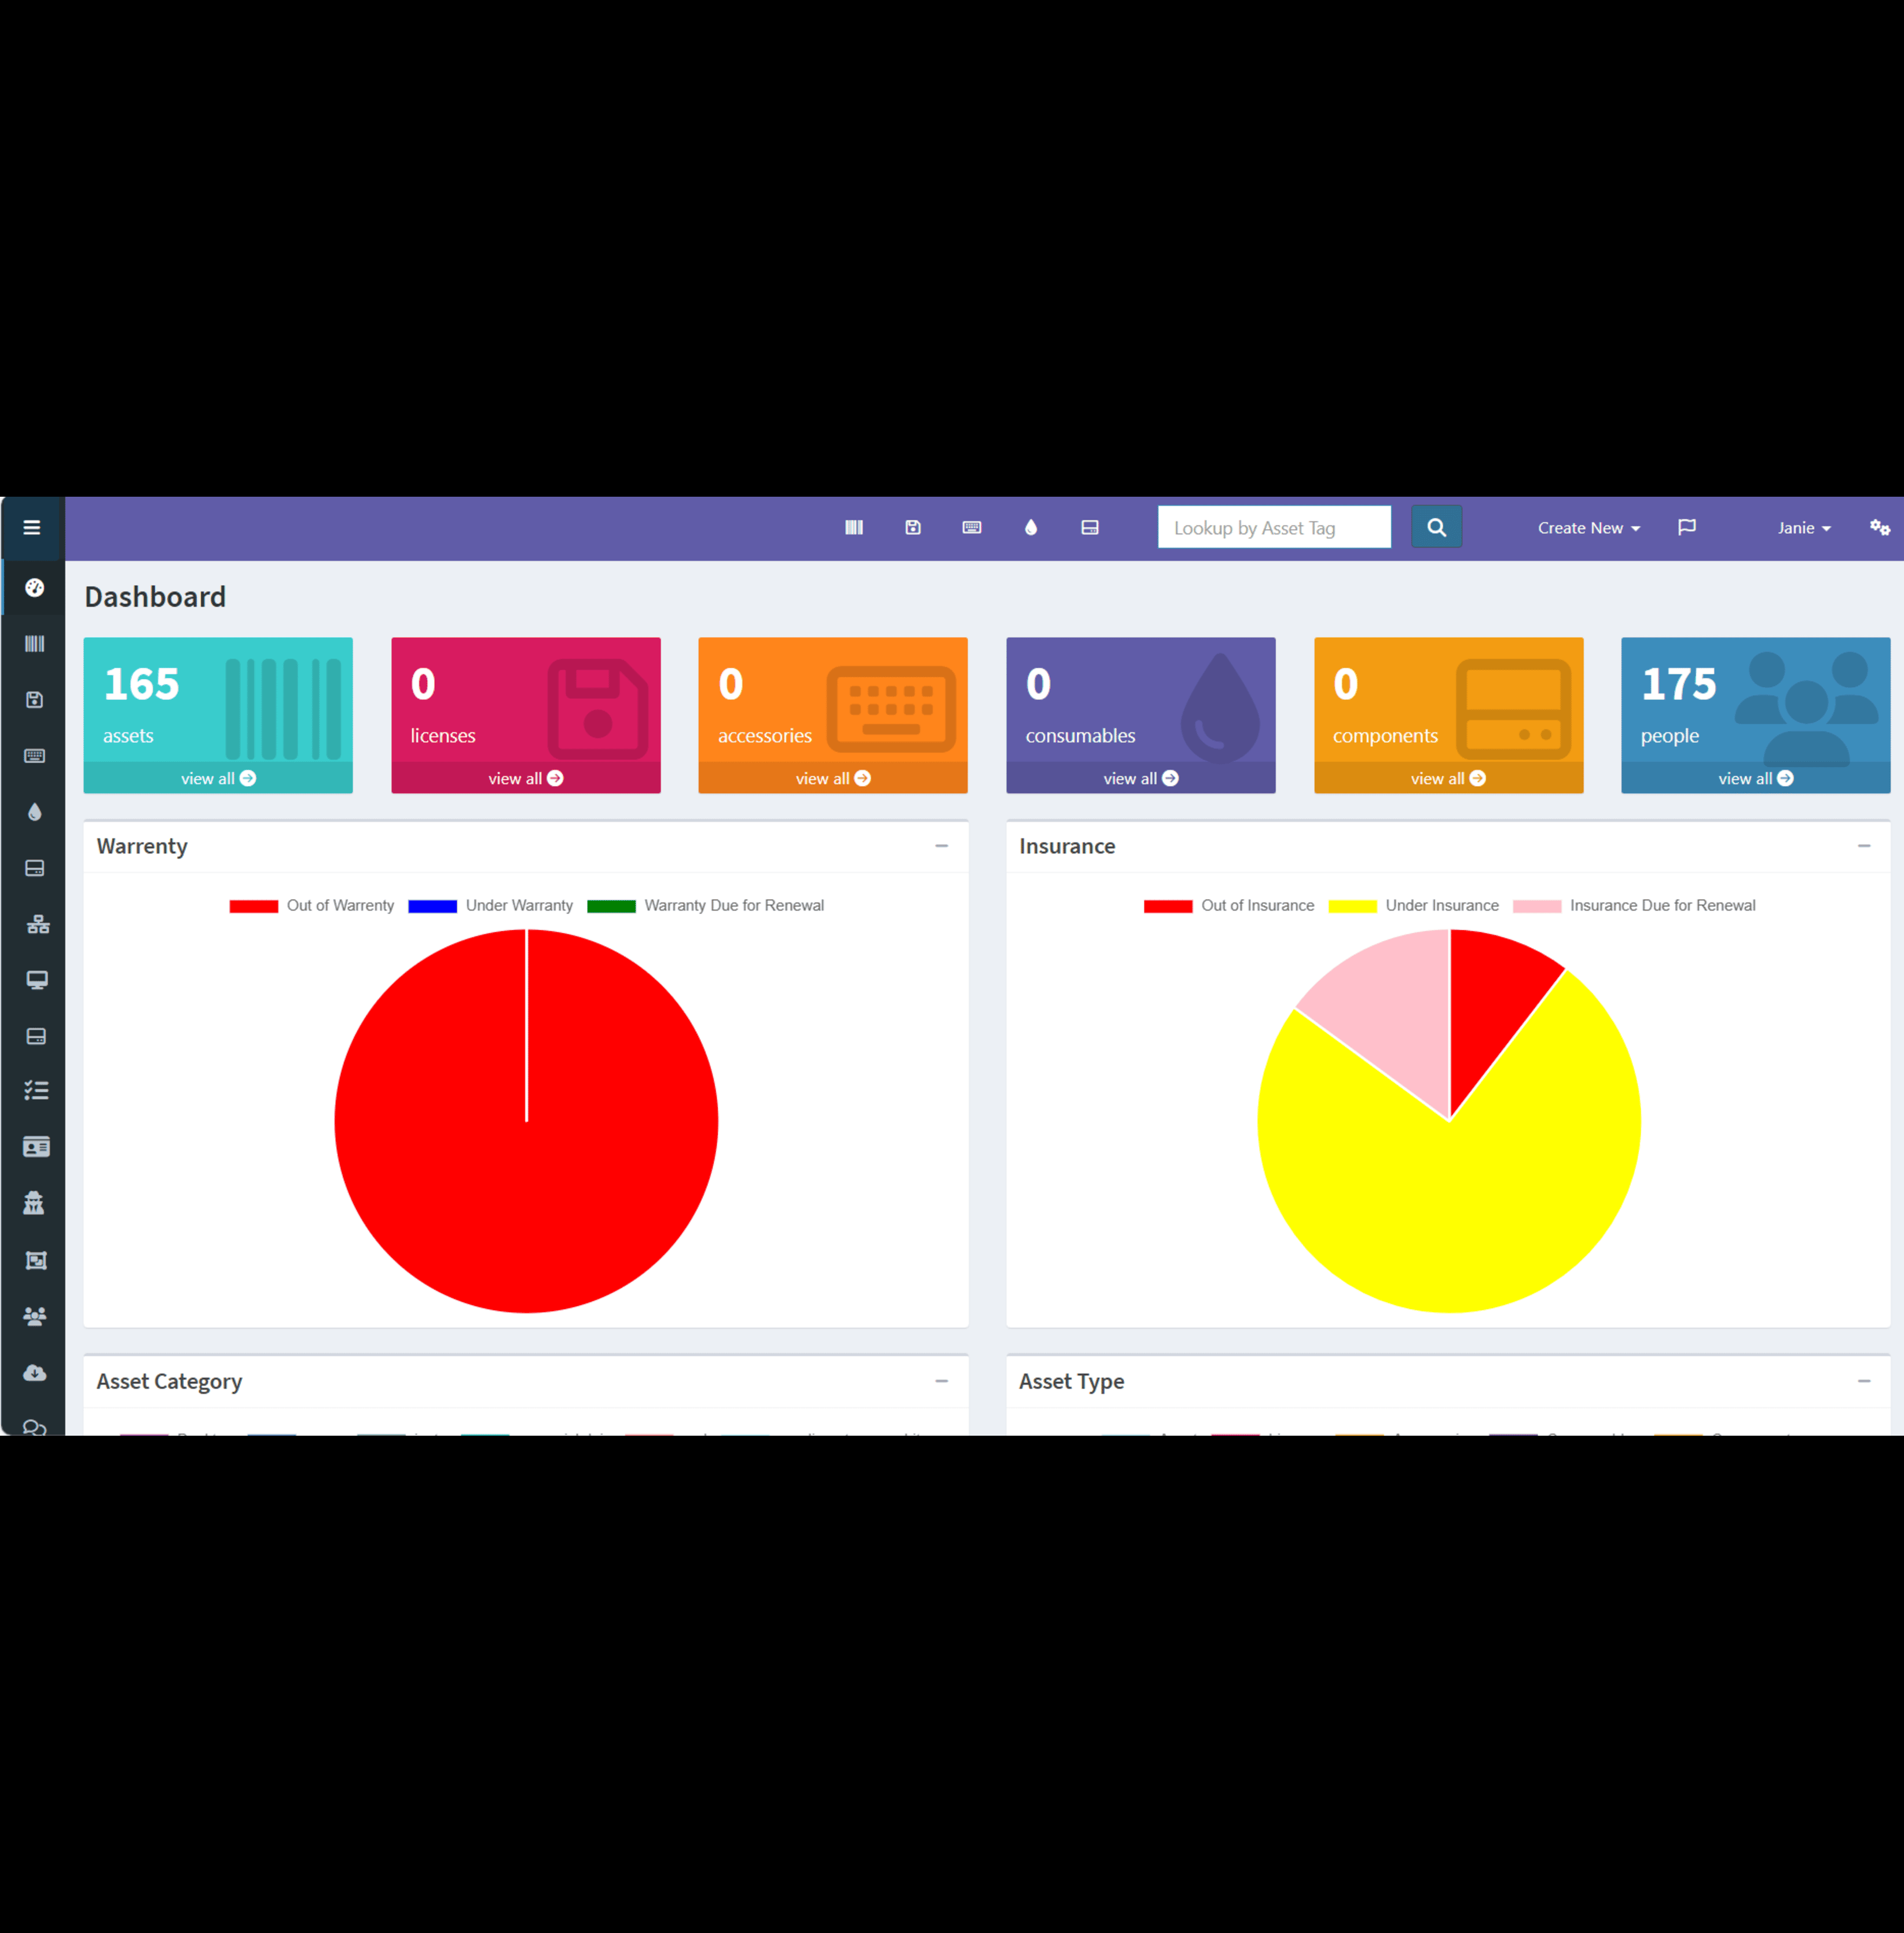 Lookup by Asset Tag
Create New
Janie
Dashboard
165
assets
view all
0
licenses
view all
0
accessories
view all
0
consumables
view all
0
components
view all
175
people
view all
Warrenty
Out of Warrenty Under Warranty Warranty Due for Renewal
Insurance
Out of Insurance Under Insurance Insurance Due for Renewal
Asset Category
Asset Type